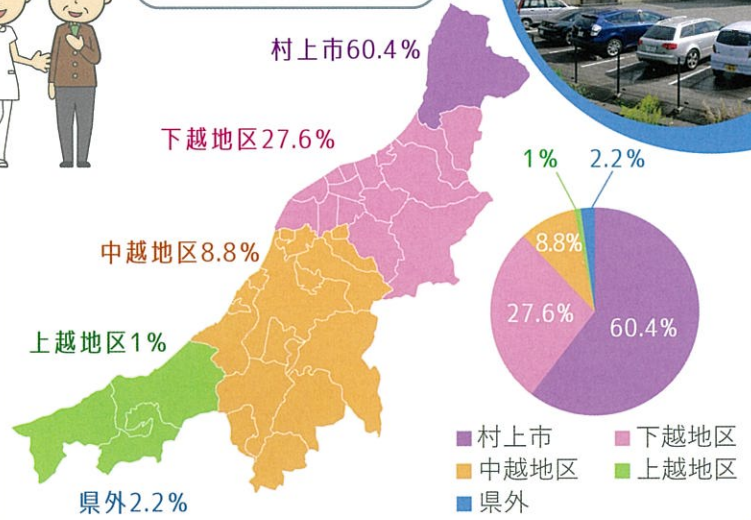 村上市60.4%
下越地区27.6%
中越地区8.8%
上越地区1%
県外2.2%
1%
2.2%
8.8%
27.6%
60.4%
村上市
下越地区
中越地区
上越地区
県外